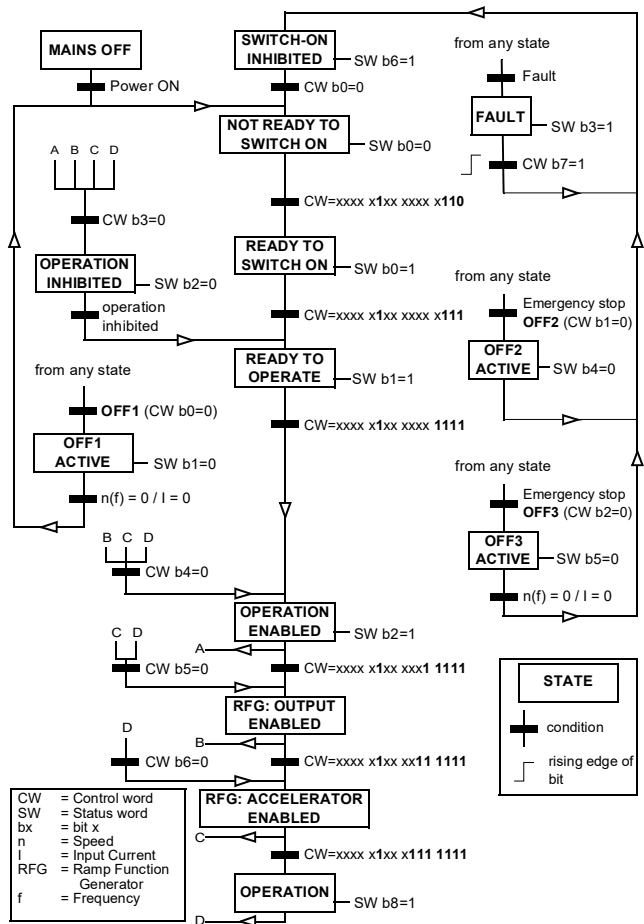 MAINS OFF
Power ON
SWITCH-ON
INHIBITED
SW b6=1
CW b0=0
NOT READY TO
SWITCH ON
SW b0=0
CW=xxxx x1xx xxxx x110
READY TO
SWITCH ON
SW b0=1
CW=xxxx x1xx xxxx x111
READY TO
OPERATE
SW b1=1
CW=xxxx x1xx xxxx 1111
A B C D
CW b3=0
OPERATION
INHIBITED
SW b2=0
operation
inhibited
from any state
OFF1 (CW b0=0)
OFF1
ACTIVE
SW b1=0
n(f) = 0 / I = 0
B C D
CW b4=0
OPERATION
ENABLED
SW b2=1
A
C D
CW b5=0
CW=xxxx x1xx xxx1 1111
RFG: OUTPUT
ENABLED
D
B
CW b6=0
CW=xxxx x1xx xx11 1111
RFG: ACCELERATOR
ENABLED
C
CW=xxxx x1xx x111 1111
OPERATION
SW b8=1
D
from any state
Fault
FAULT
SW b3=1
CW b7=1
from any state
Emergency stop
OFF2 (CW b1=0)
OFF2
ACTIVE
SW b4=0
from any state
Emergency stop
OFF3 (CW b2=0)
OFF3
ACTIVE
SW b5=0
n(f) = 0 / I = 0
STATE
condition
rising edge of
bit
CW = Control word
SW = Status word
bx = bit x
n = Speed
I = Input Current
RFG = Ramp Function
Generator
f = Frequency